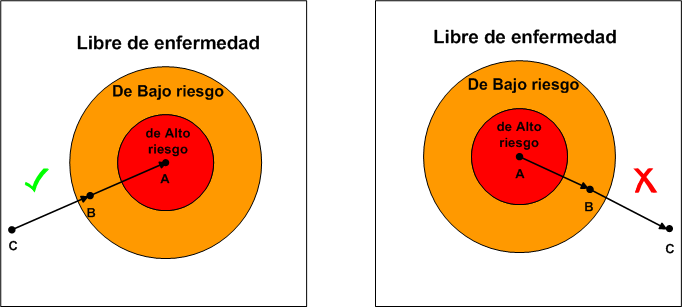 Libre de enfermedad
De Bajo riesgo
de Alto
riesgo
A
B
C
Libre de enfermedad
De Bajo riesgo
de Alto
riesgo
A
B
C